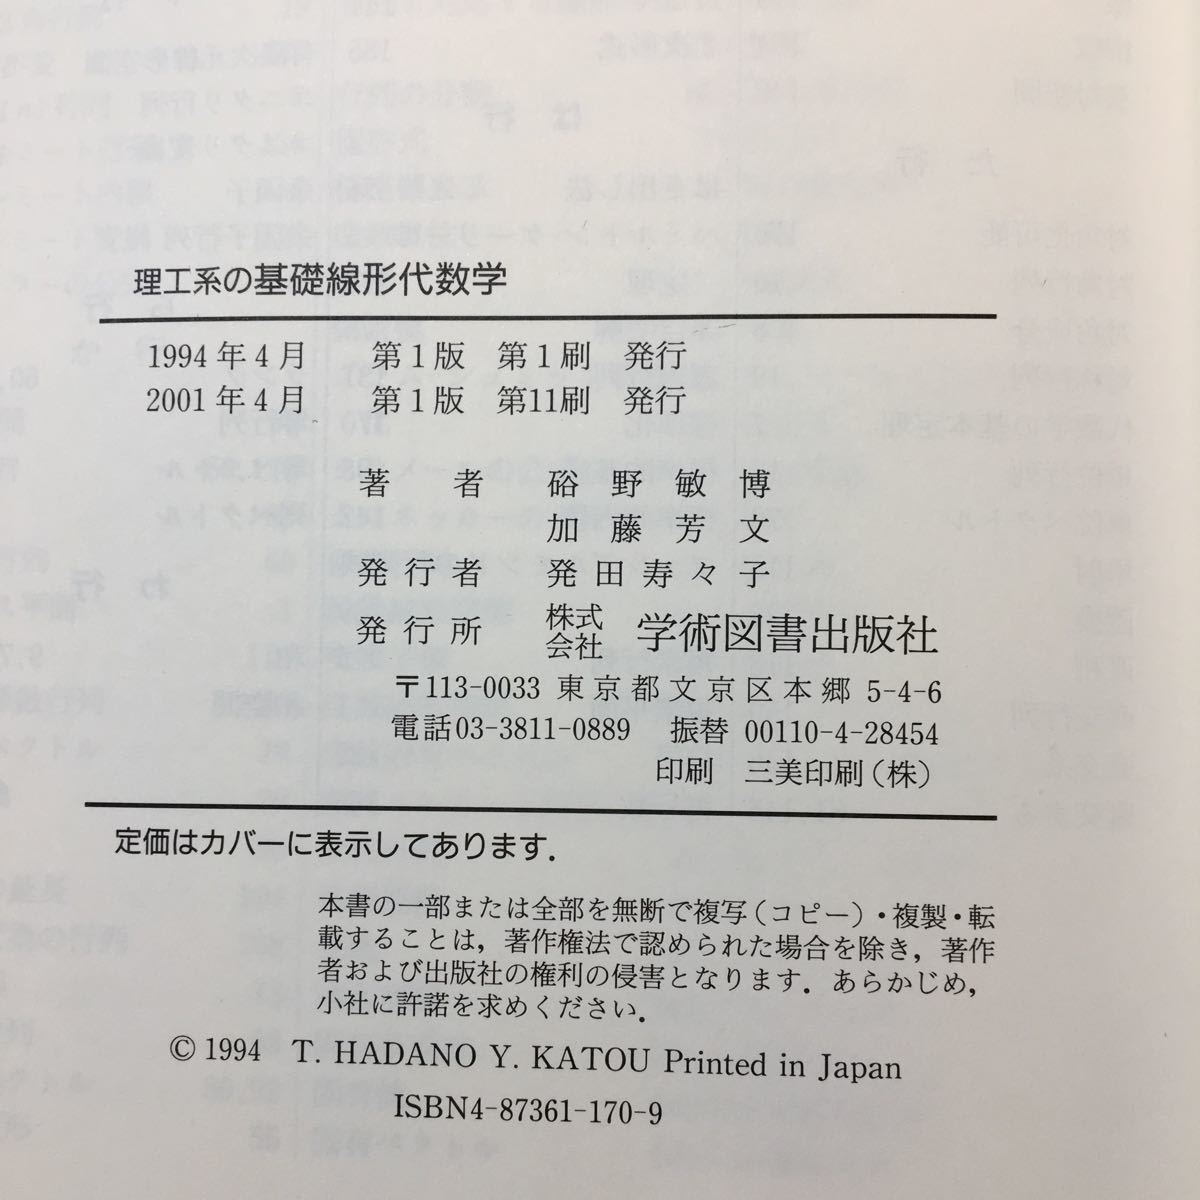 理工系の基礎線形代数学
1994年4月 第1版 第1刷 発行
2001年4月 第1版 第11刷 発行
著者 硲野敏博
加藤芳文
発行者 発田寿々子
発行所 株式会社 学術図書出版社
〒113-0033 東京都文京区本郷 5-4-6
電話03-3811-0889 振替 00110-4-28454
印刷 三美印刷(株)
定価はカバーに表示してあります.
本書の一部または全部を無断で複写(コピー)・複製・転
載することは, 著作権法で認められた場合を除き, 著作
者および出版社の権利の侵害となります. あらかじめ,
小社に許諾を求めください.
© 1994 T. HADANO Y. KATOU Printed in Japan
ISBN4-87361-170-9